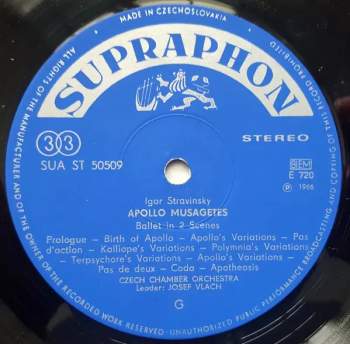 MADE IN CZECHOSLOVAKIA
ALL RIGHTS OF THE MANUFACTURER AND OF THE OWNER OF THE RECORDED WORK RESERVED - UNAUTHORIZED PUBLIC PERFORMANCE BROADCASTING AND COPYING OF THIS RECORD PROHIBITED
SUPRAPHON
33
STEREO
SUA ST 50509
GEM
E 720
℗ 1966
Igor Stravinsky
APOLLO MUSAGETES
Ballet in 2 Scenes
Prologue - Birth of Apollo - Apollo's Variations - Pas
d'action - Kalliope's Variations - Polymnia's Variations
- Terpsychore's Variations - Apollo's Variations -
Pas de deux - Coda - Apotheosis
CZECH CHAMBER ORCHESTRA
Leader: JOSEF VLACH
G